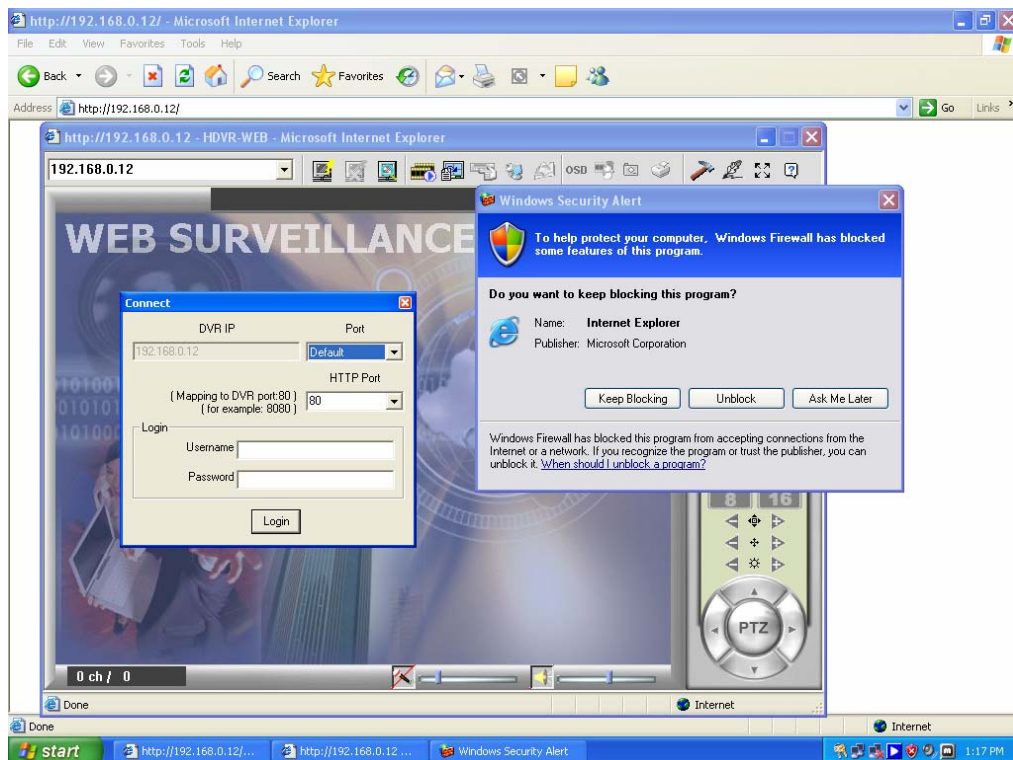 http://192.168.0.12/ - Microsoft Internet Explorer
File Edit View Favorites Tools Help
Back Search Favorites
Address http://192.168.0.12/ Go Links
http://192.168.0.12 - HDVR-WEB - Microsoft Internet Explorer
192.168.0.12 OSD
WEB SURVEILLANCE
Windows Security Alert
To help protect your computer, Windows Firewall has blocked
some features of this program.
Do you want to keep blocking this program?
Name: Internet Explorer
Publisher: Microsoft Corporation
Keep Blocking Unblock Ask Me Later
Windows Firewall has blocked this program from accepting connections from the
Internet or a network. If you recognize the program or trust the publisher, you can
unblock it. When should I unblock a program?
Connect
DVR IP Port
192.168.0.12 Default
HTTP Port
( Mapping to DVR port:80 ) 80
( for example: 8080 )
Login
Username
Password
Login
8 16
PTZ
0 ch / 0
Done Internet
Done Internet
start http://192.168.0.12/... http://192.168.0.12 ... Windows Security Alert 1:17 PM